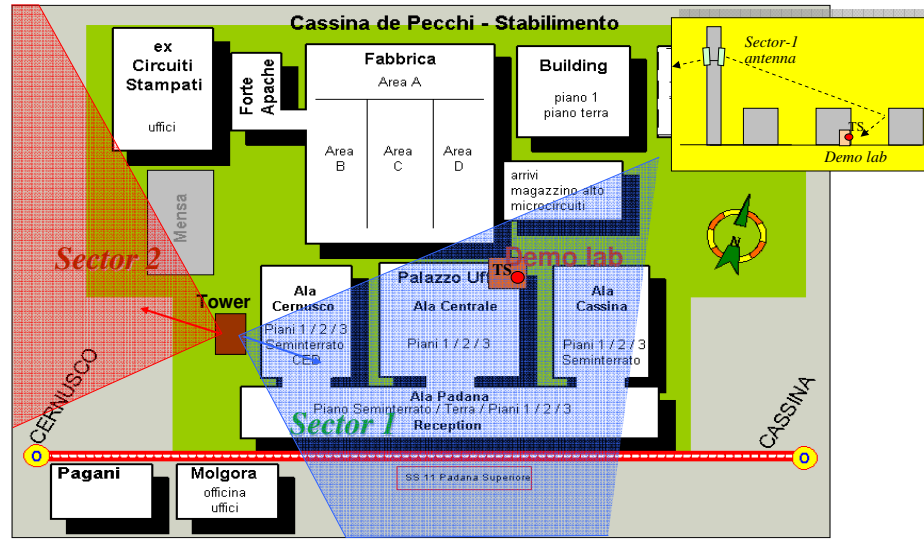 Cassina de Pecchi - Stabilimento
ex
Circuiti
Stampati
uffici
Forte
Apache
Fabbrica
Area A
Area
B
Area
C
Area
D
Building
piano 1
piano terra
Sector-1
antenna
TS
Demo lab
arrivi
magazzino alto
microcircuiti
Mensa
N
Sector 2
Tower
Demo lab
TS
Ala
Cernusco
Piani 1 / 2 / 3
Seminterrato
CED
Palazzo Uff
Ala Centrale
Piani 1 / 2 / 3
Ala
Cassina
Piani 1 / 2 / 3
Seminterrato
Ala Padana
Piano Seminterrato / Terra / Piani 1 / 2 / 3
Reception
Sector 1
CERNUSCO
CASSINA
O
O
SS 11 Padana Superiore
Pagani
Molgora
officina
uffici